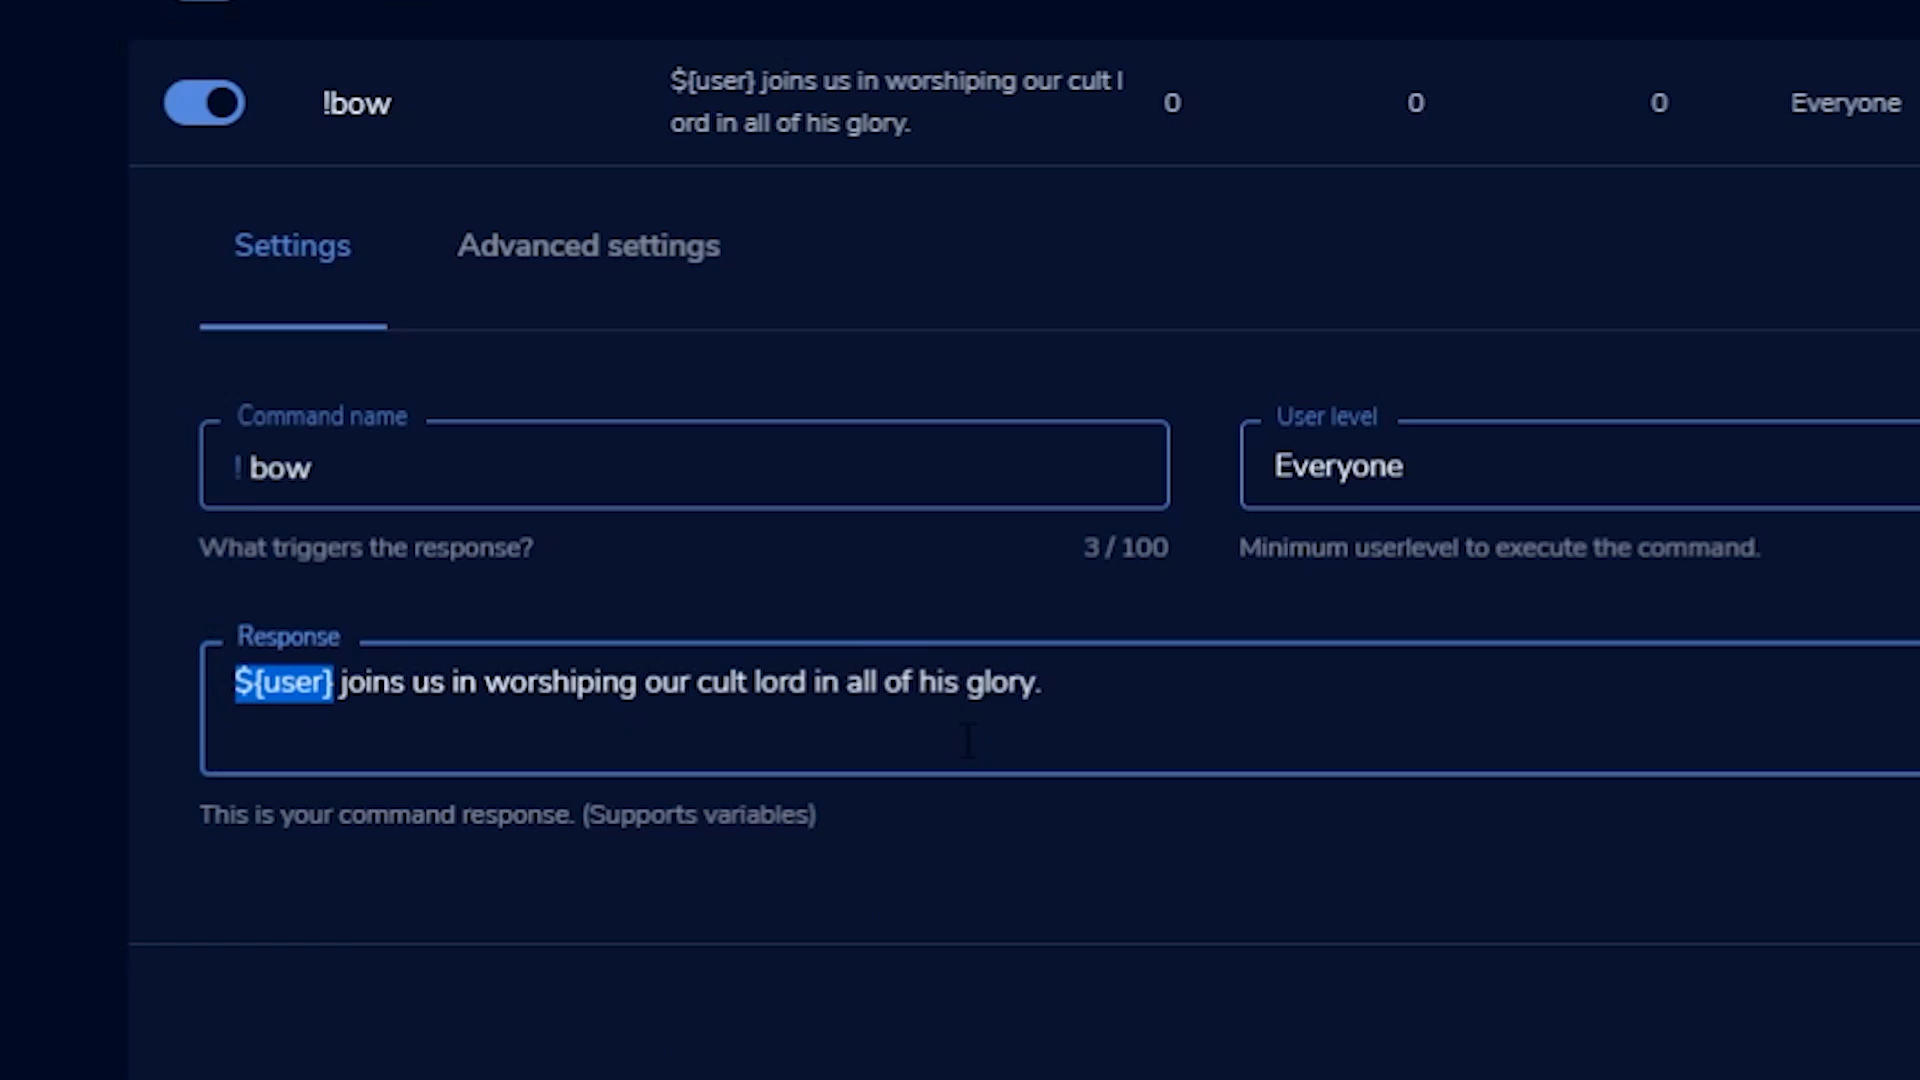 !bow
${user} joins us in worshiping our cult l
ord in all of his glory.
0
0
0
Everyone
Settings
Advanced settings
Command name
! bow
What triggers the response?
3 / 100
User level
Everyone
Minimum userlevel to execute the command.
Response
${user} joins us in worshiping our cult lord in all of his glory.
This is your command response. (Supports variables)